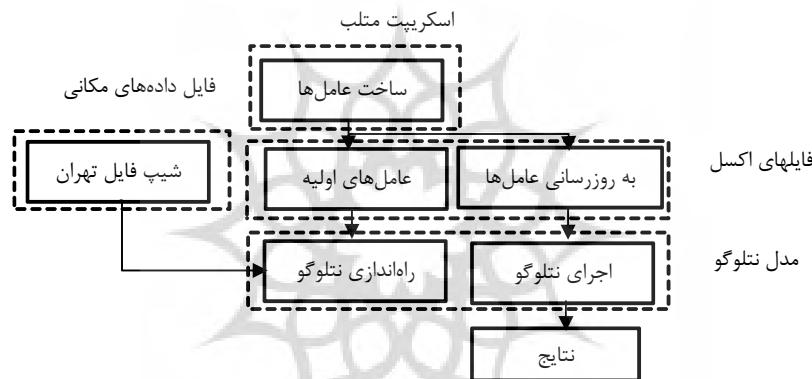 اسکریپت متلب
ساخت عامل‌ها
فایل داده‌های مکانی
فایلهای اکسل
به روزرسانی عامل‌ها
عامل‌های اولیه
شیپ فایل تهران
مدل نتلوگو
اجرای نتلوگو
راه‌اندازی نتلوگو
نتایج